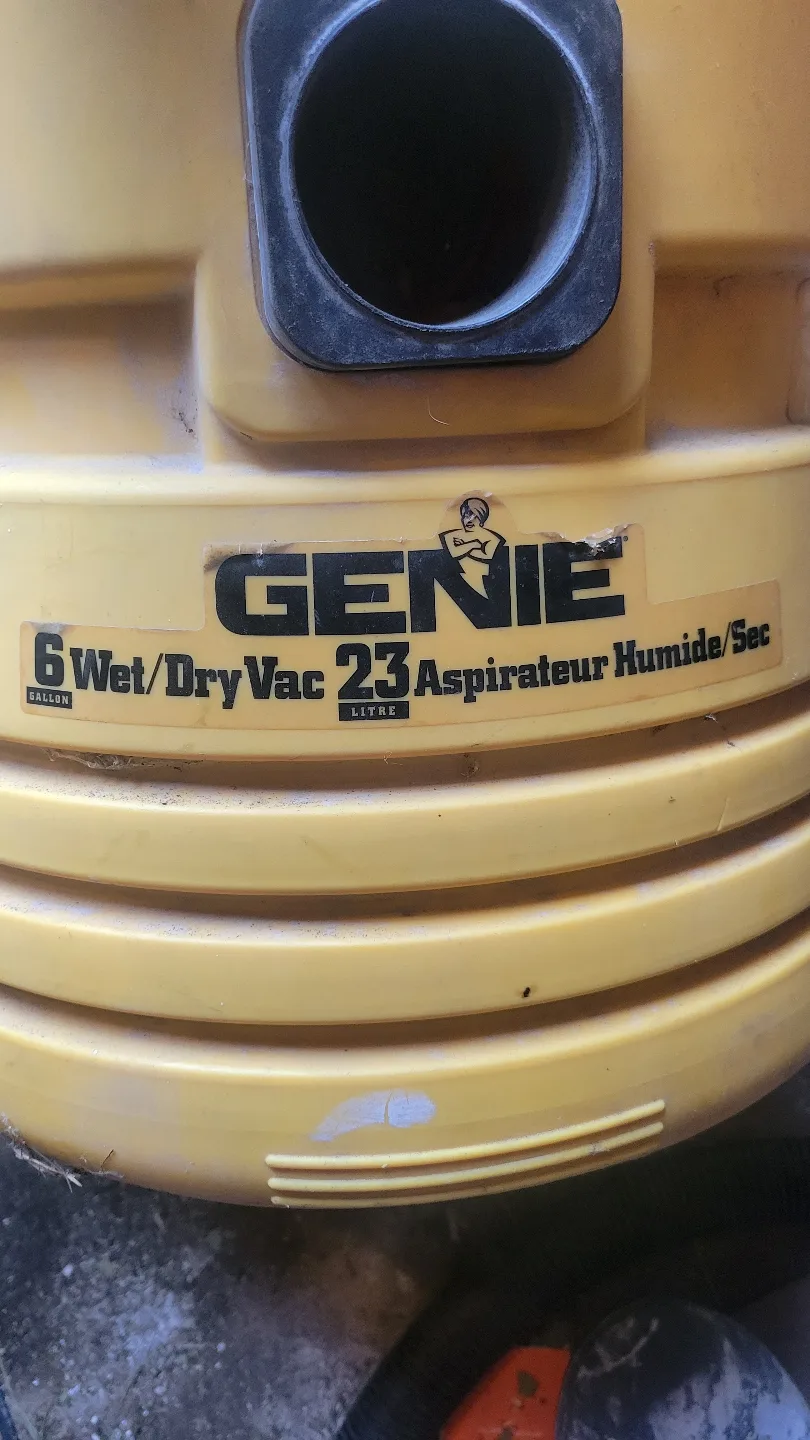 GENIE
6 GALLON Wet/Dry Vac 23 LITRE Aspirateur Humide/Sec